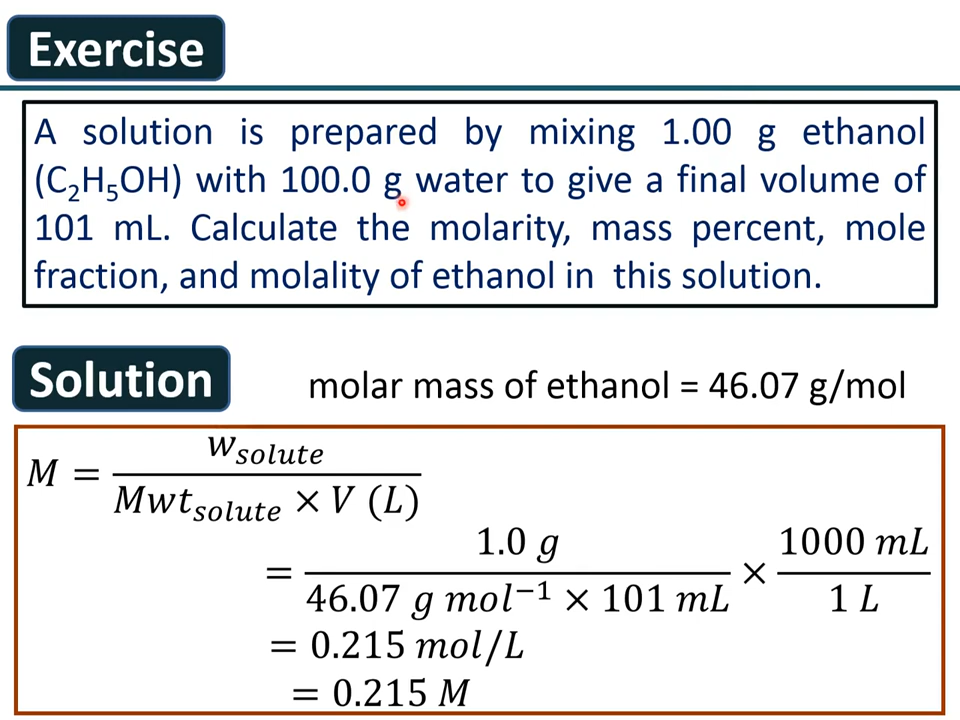 Exercise
A solution is prepared by mixing 1.00 g ethanol
(C₂H₅OH) with 100.0 g water to give a final volume of
101 mL. Calculate the molarity, mass percent, mole
fraction, and molality of ethanol in this solution.
Solution
molar mass of ethanol = 46.07 g/mol
M = w_solute / (Mwt_solute × V (L))
= 1.0 g / (46.07 g mol⁻¹ × 101 mL) × 1000 mL / 1 L
= 0.215 mol/L
= 0.215 M